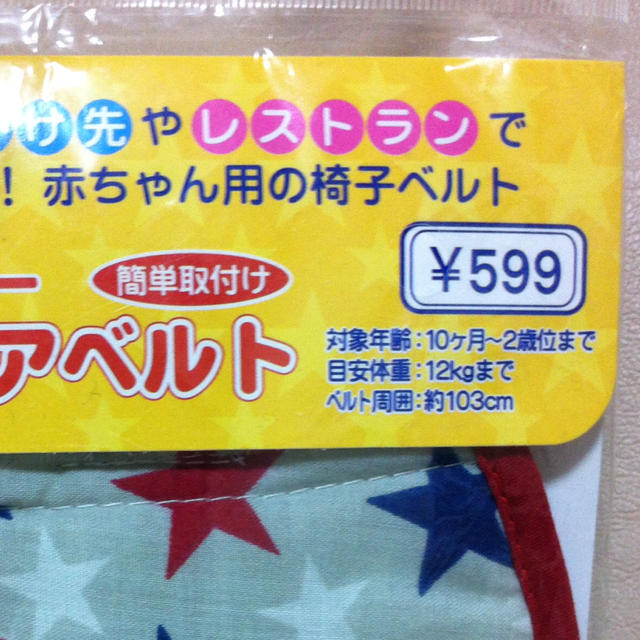 け先やレストランで
！ 赤ちゃん用の椅子ベルト
¥599
ー
簡単取付け
アベルト
対象年齢：10ヶ月～2歳位まで
目安体重：12kgまで
ベルト周囲：約103cm